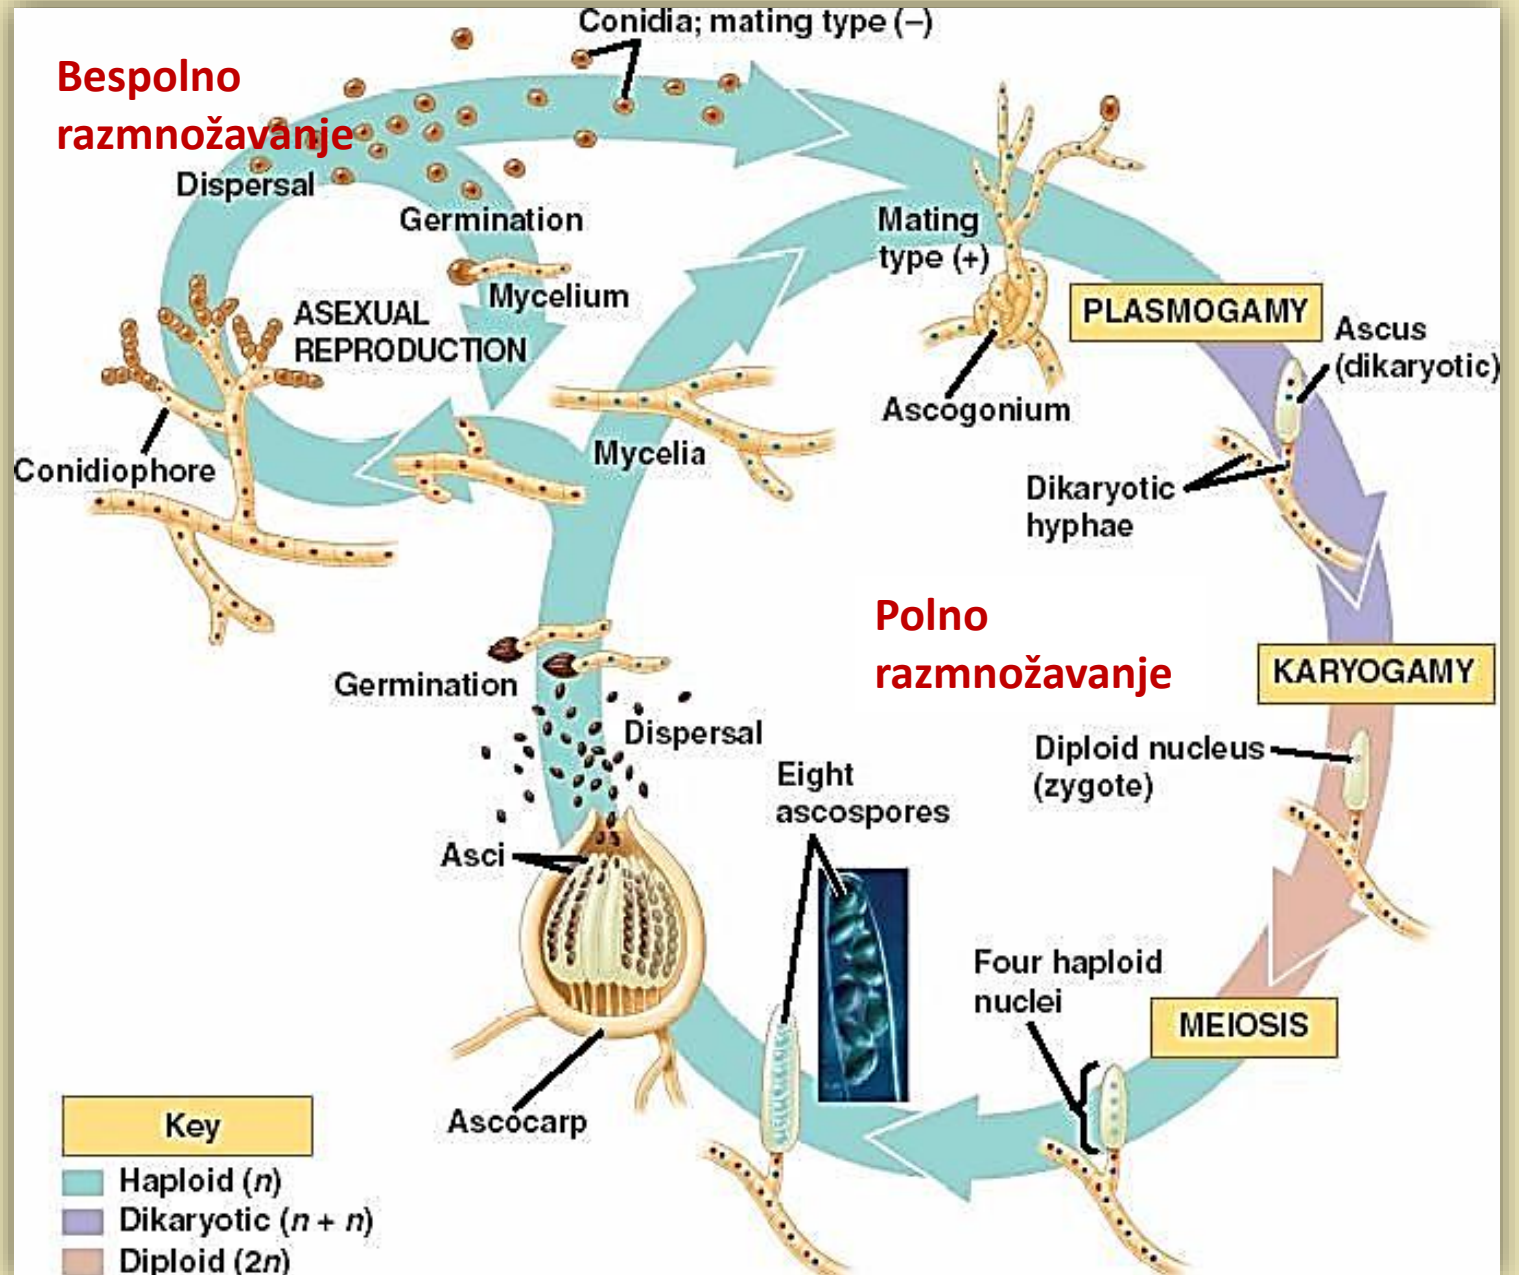 Conidia; mating type (–)
Bespolno
razmnožavanje
Dispersal
Germination
Mycelium
ASEXUAL
REPRODUCTION
Conidiophore
Mycelia
Mating
type (+)
Ascogonium
PLASMOGAMY
Ascus
(dikaryotic)
Dikaryotic
hyphae
Polno
razmnožavanje
KARYOGAMY
Diploid nucleus
(zygote)
Germination
Dispersal
Eight
ascospores
Asci
Four haploid
nuclei
MEIOSIS
Ascocarp
Key
Haploid (n)
Dikaryotic (n + n)
Diploid (2n)